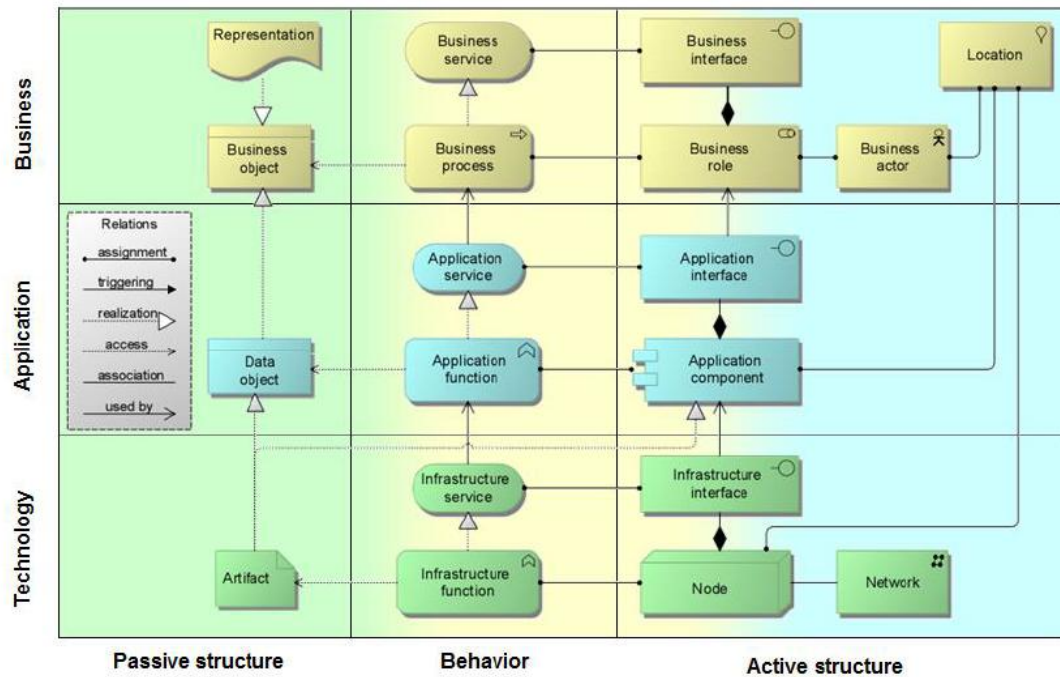 Business
Representation
Business
service
Business
interface
Location
Business
object
Business
process
Business
role
Business
actor
Application
Relations
assignment
triggering
realization
access
association
used by
Application
service
Application
interface
Data
object
Application
function
Application
component
Technology
Infrastructure
service
Infrastructure
interface
Artifact
Infrastructure
function
Node
Network
Passive structure
Behavior
Active structure